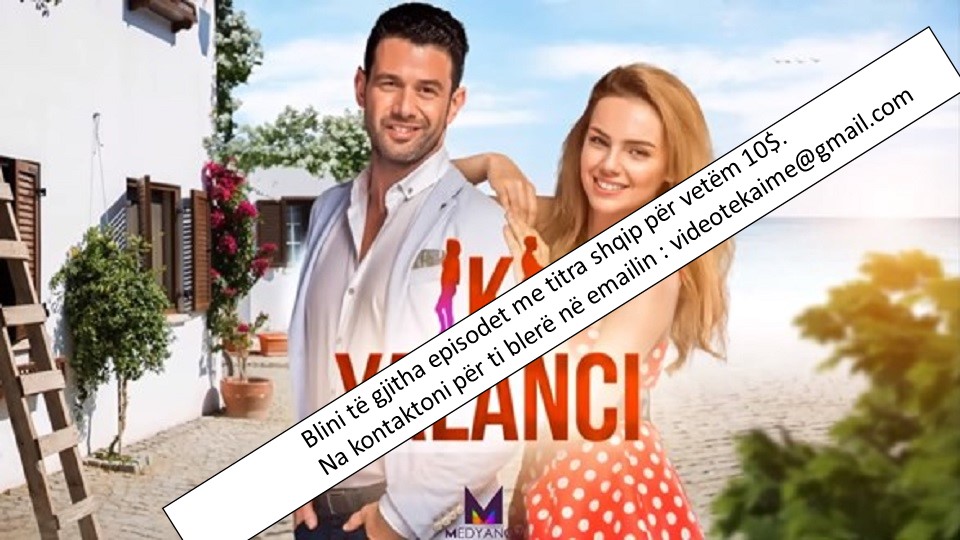 Blini të gjitha episodet me titra shqip për vetëm 10$.
Na kontaktoni për ti blerë në emailin : videotekaime@gmail.com